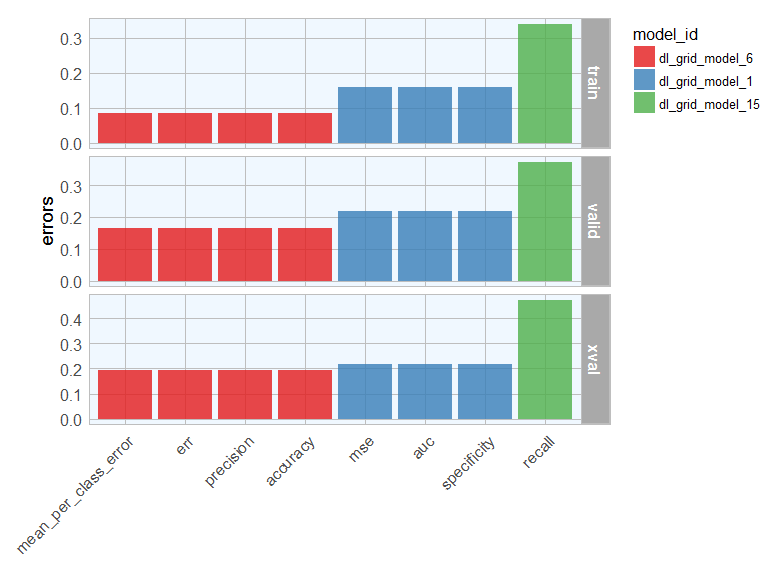 model_id
dl_grid_model_6
dl_grid_model_1
dl_grid_model_15
errors
0.3
0.2
0.1
0.0
train
0.3
0.2
0.1
0.0
valid
0.4
0.3
0.2
0.1
0.0
xval
mean_per_class_error
err
precision
accuracy
mse
auc
specificity
recall